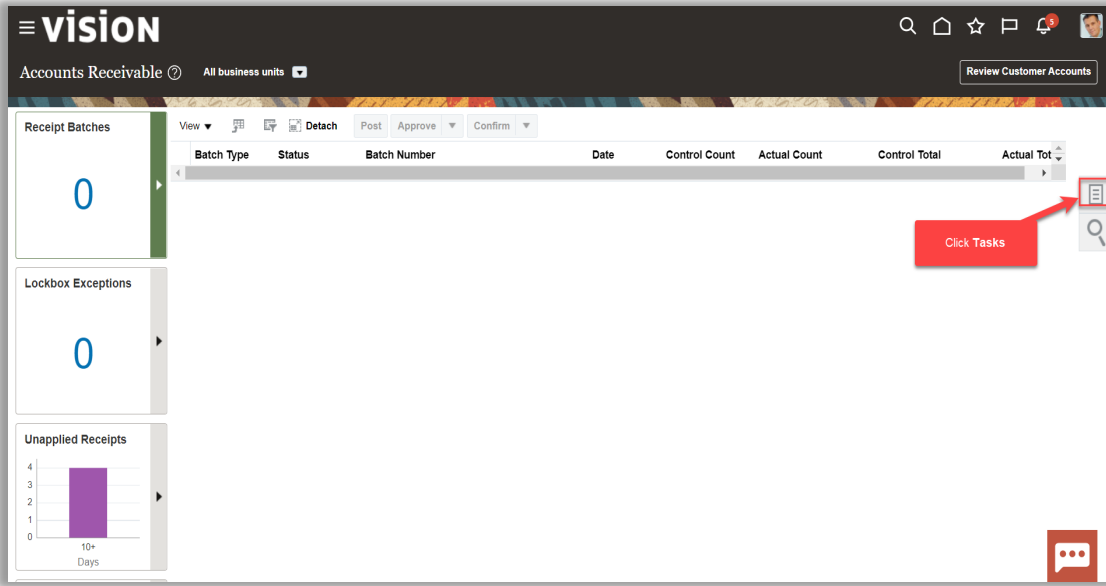 vision
5
Accounts Receivable ? All business units Review Customer Accounts
Receipt Batches
0
Lockbox Exceptions
0
Unapplied Receipts
4
3
2
1
0
10+
Days
View Detach Post Approve Confirm
Batch Type Status Batch Number Date Control Count Actual Count Control Total Actual Tot
Click Tasks